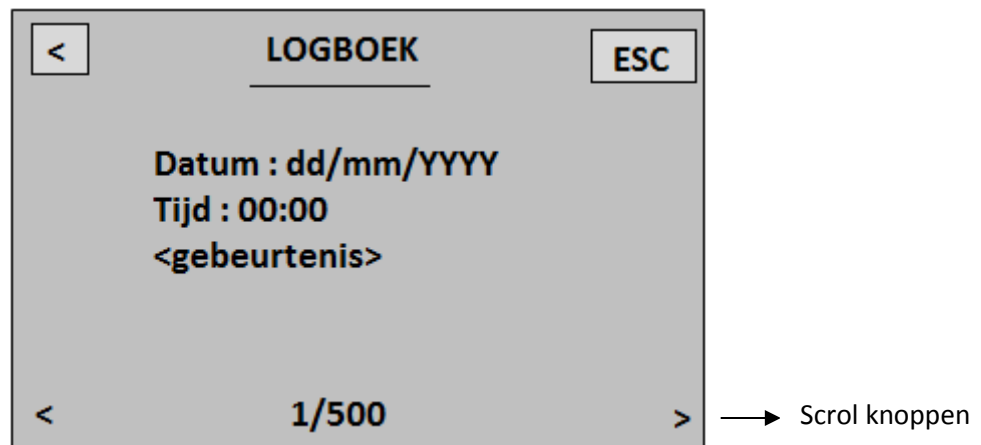 < LOGBOEK ESC
Datum : dd/mm/YYYY
Tijd : 00:00
<gebeurtenis>
< 1/500 > Scrol knoppen